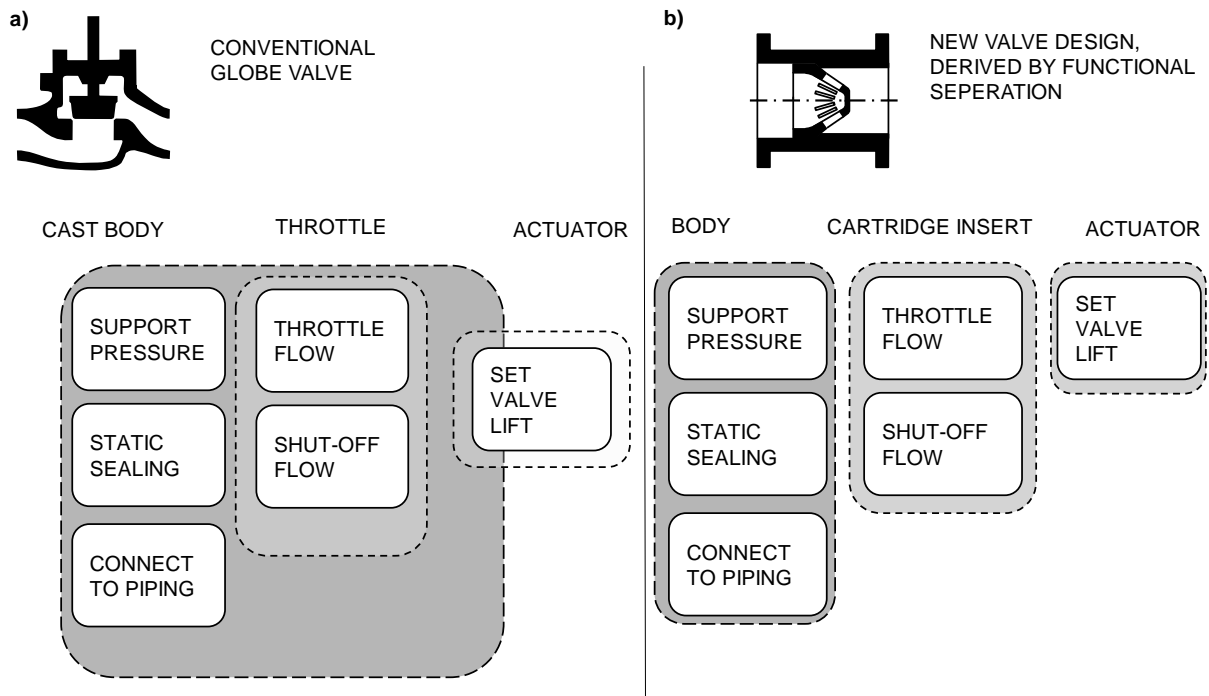 a)
CONVENTIONAL
GLOBE VALVE
CAST BODY
THROTTLE
ACTUATOR
SUPPORT
PRESSURE
THROTTLE
FLOW
SET
VALVE
LIFT
STATIC
SEALING
SHUT-OFF
FLOW
CONNECT
TO PIPING
b)
NEW VALVE DESIGN,
DERIVED BY FUNCTIONAL
SEPERATION
BODY
CARTRIDGE INSERT
ACTUATOR
SUPPORT
PRESSURE
THROTTLE
FLOW
SET
VALVE
LIFT
STATIC
SEALING
SHUT-OFF
FLOW
CONNECT
TO PIPING